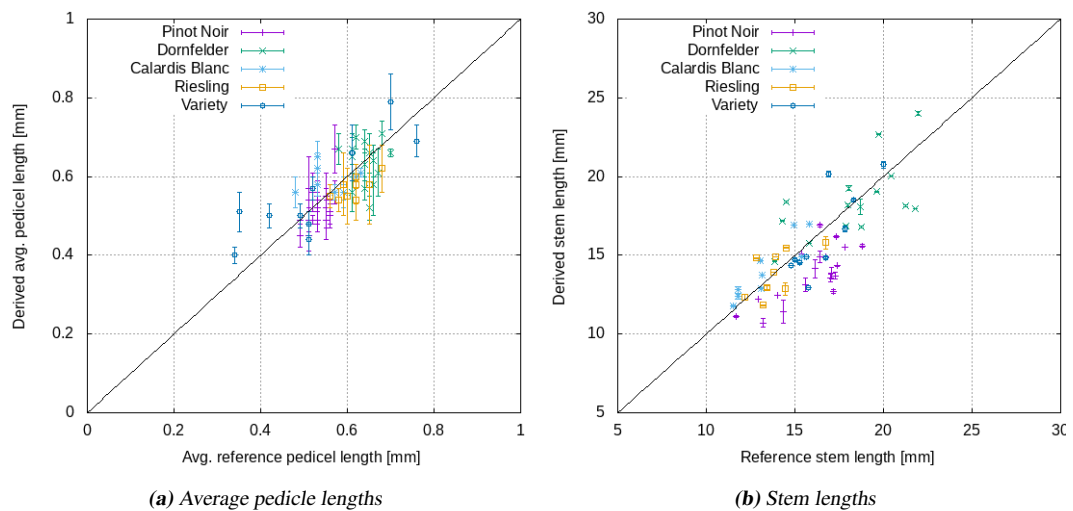 1
0.8
0.6
0.4
0.2
0
0
0.2
0.4
0.6
0.8
1
Derived avg. pedicel length [mm]
Avg. reference pedicel length [mm]
Pinot Noir
Dornfelder
Calardis Blanc
Riesling
Variety
(a) Average pedicle lengths
30
25
20
15
10
5
5
10
15
20
25
30
Derived stem length [mm]
Reference stem length [mm]
Pinot Noir
Dornfelder
Calardis Blanc
Riesling
Variety
(b) Stem lengths